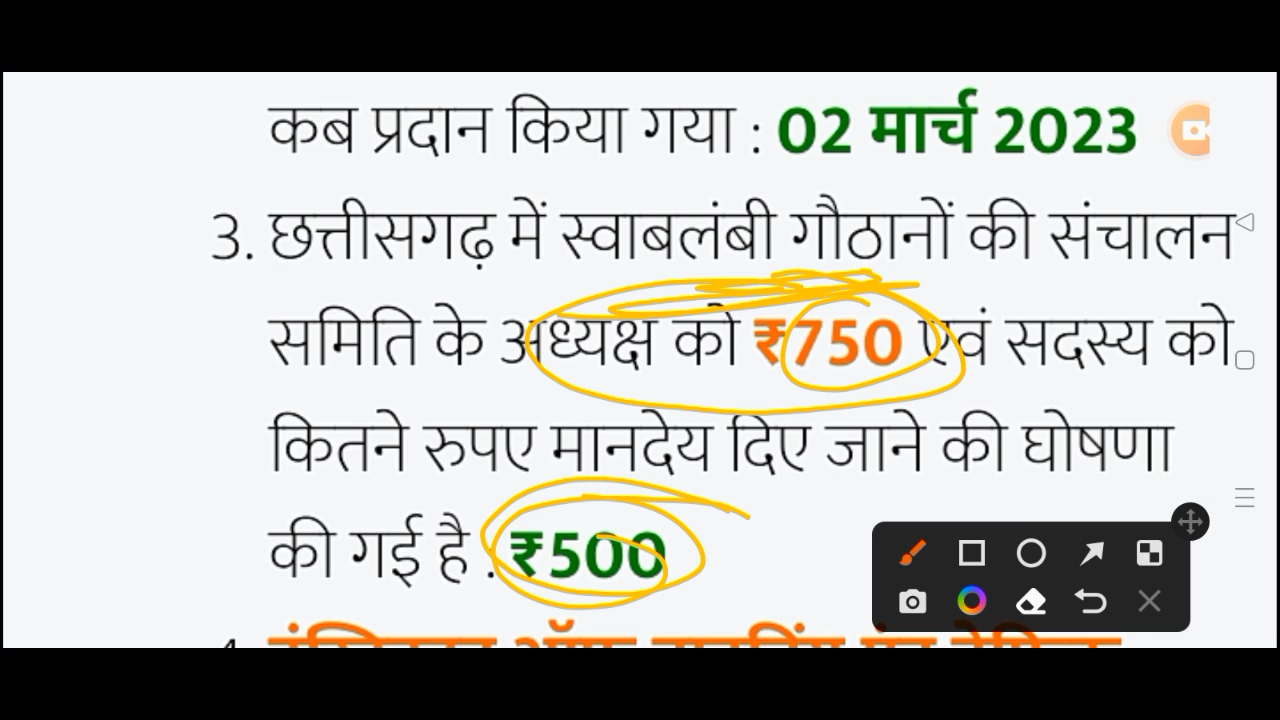 कब प्रदान किया गया : 02 मार्च 2023
3. छत्तीसगढ़ में स्वाबलंबी गौठानों की संचालन
समिति के अध्यक्ष को ₹750 एवं सदस्य को
कितने रुपए मानदेय दिए जाने की घोषणा
की गई है : ₹500
4.